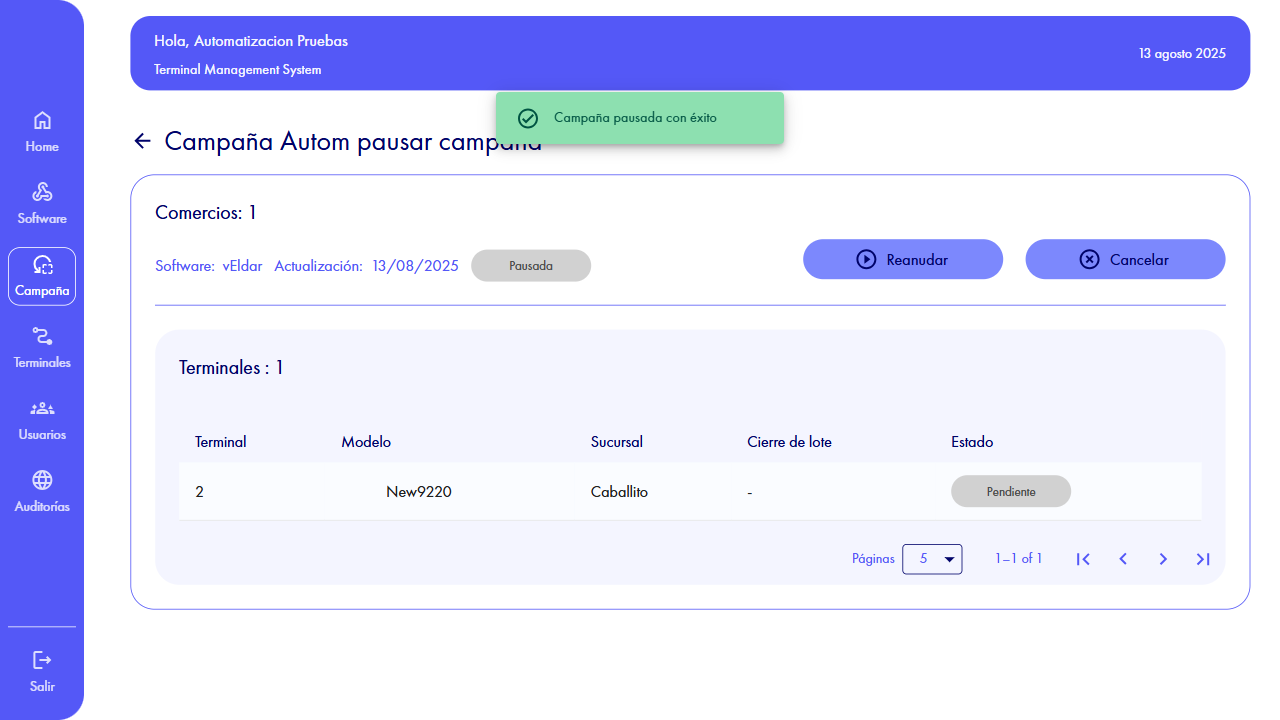 Hola, Automatizacion Pruebas
Terminal Management System
13 agosto 2025
Campaña pausada con éxito
Home
Software
Campaña
Terminales
Usuarios
Auditorías
Salir
Campaña Autom pausar campaña
Comercios: 1
Software: vEldar Actualización: 13/08/2025 Pausada
Reanudar
Cancelar
Terminales : 1
Terminal Modelo Sucursal Cierre de lote Estado
2 New9220 Caballito - Pendiente
Páginas 5 1–1 of 1